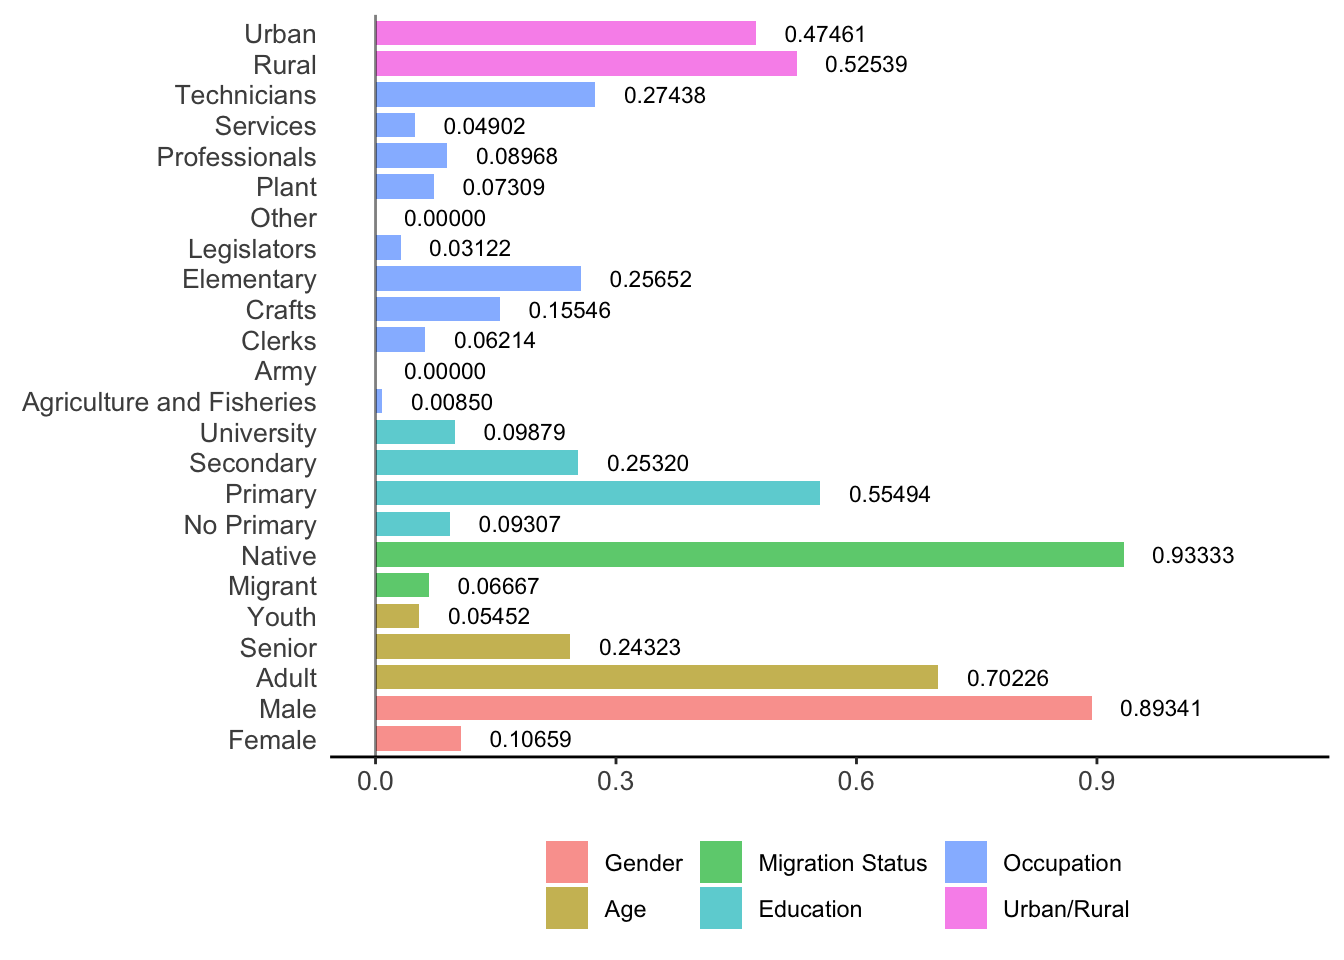 Urban 0.47461
Rural 0.52539
Technicians 0.27438
Services 0.04902
Professionals 0.08968
Plant 0.07309
Other 0.00000
Legislators 0.03122
Elementary 0.25652
Crafts 0.15546
Clerks 0.06214
Army 0.00000
Agriculture and Fisheries 0.00850
University 0.09879
Secondary 0.25320
Primary 0.55494
No Primary 0.09307
Native 0.93333
Migrant 0.06667
Youth 0.05452
Senior 0.24323
Adult 0.70226
Male 0.89341
Female 0.10659
0.0 0.3 0.6 0.9
Gender Migration Status Occupation
Age Education Urban/Rural